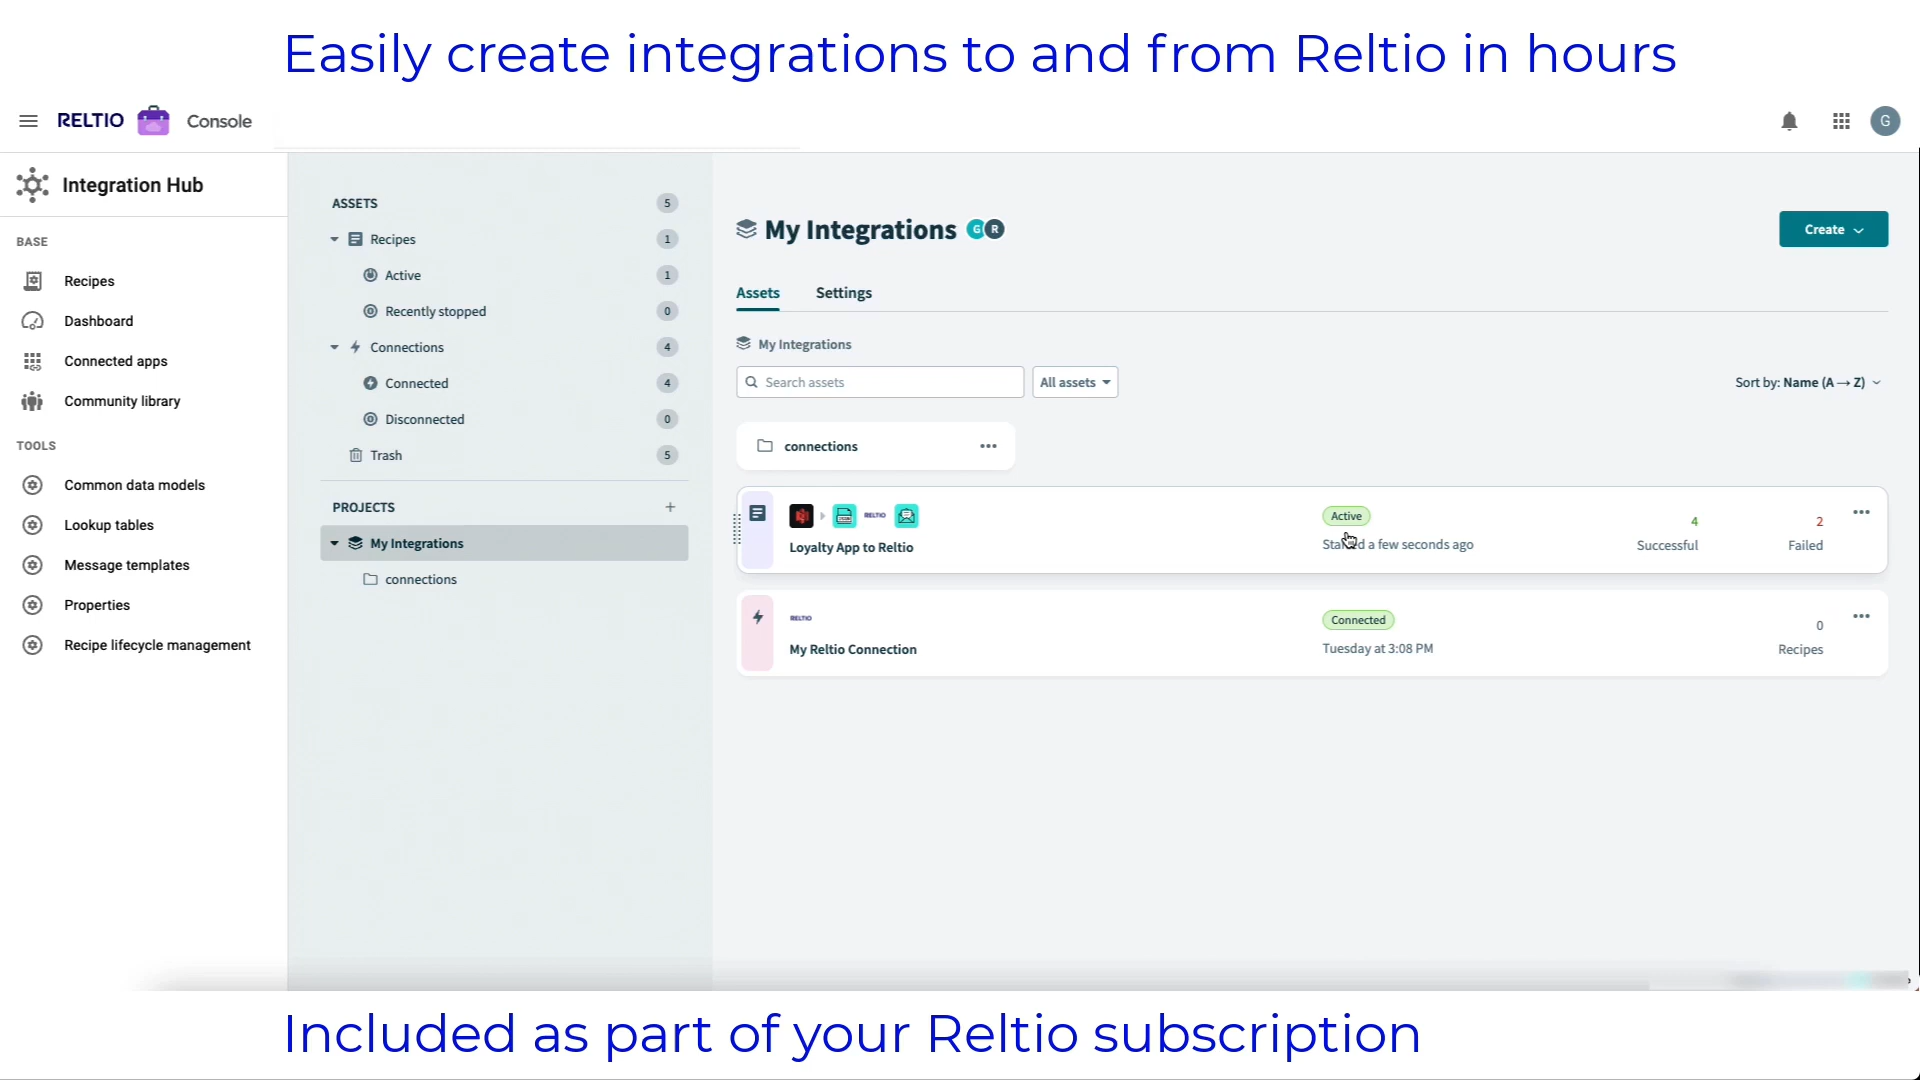 Easily create integrations to and from Reltio in hours
RELTIO Console
G
Integration Hub
BASE
Recipes
Dashboard
Connected apps
Community library
TOOLS
Common data models
Lookup tables
Message templates
Properties
Recipe lifecycle management
ASSETS 5
Recipes 1
Active 1
Recently stopped 0
Connections 4
Connected 4
Disconnected 0
Trash 5
PROJECTS +
My Integrations
connections
My Integrations G R
Create
Assets Settings
My Integrations
Search assets All assets
Sort by: Name (A → Z)
connections
RELTIO
Loyalty App to Reltio
Active
a few seconds ago
4
Successful
2
Failed
RELTIO
My Reltio Connection
Connected
Tuesday at 3:08 PM
0
Recipes
Included as part of your Reltio subscription